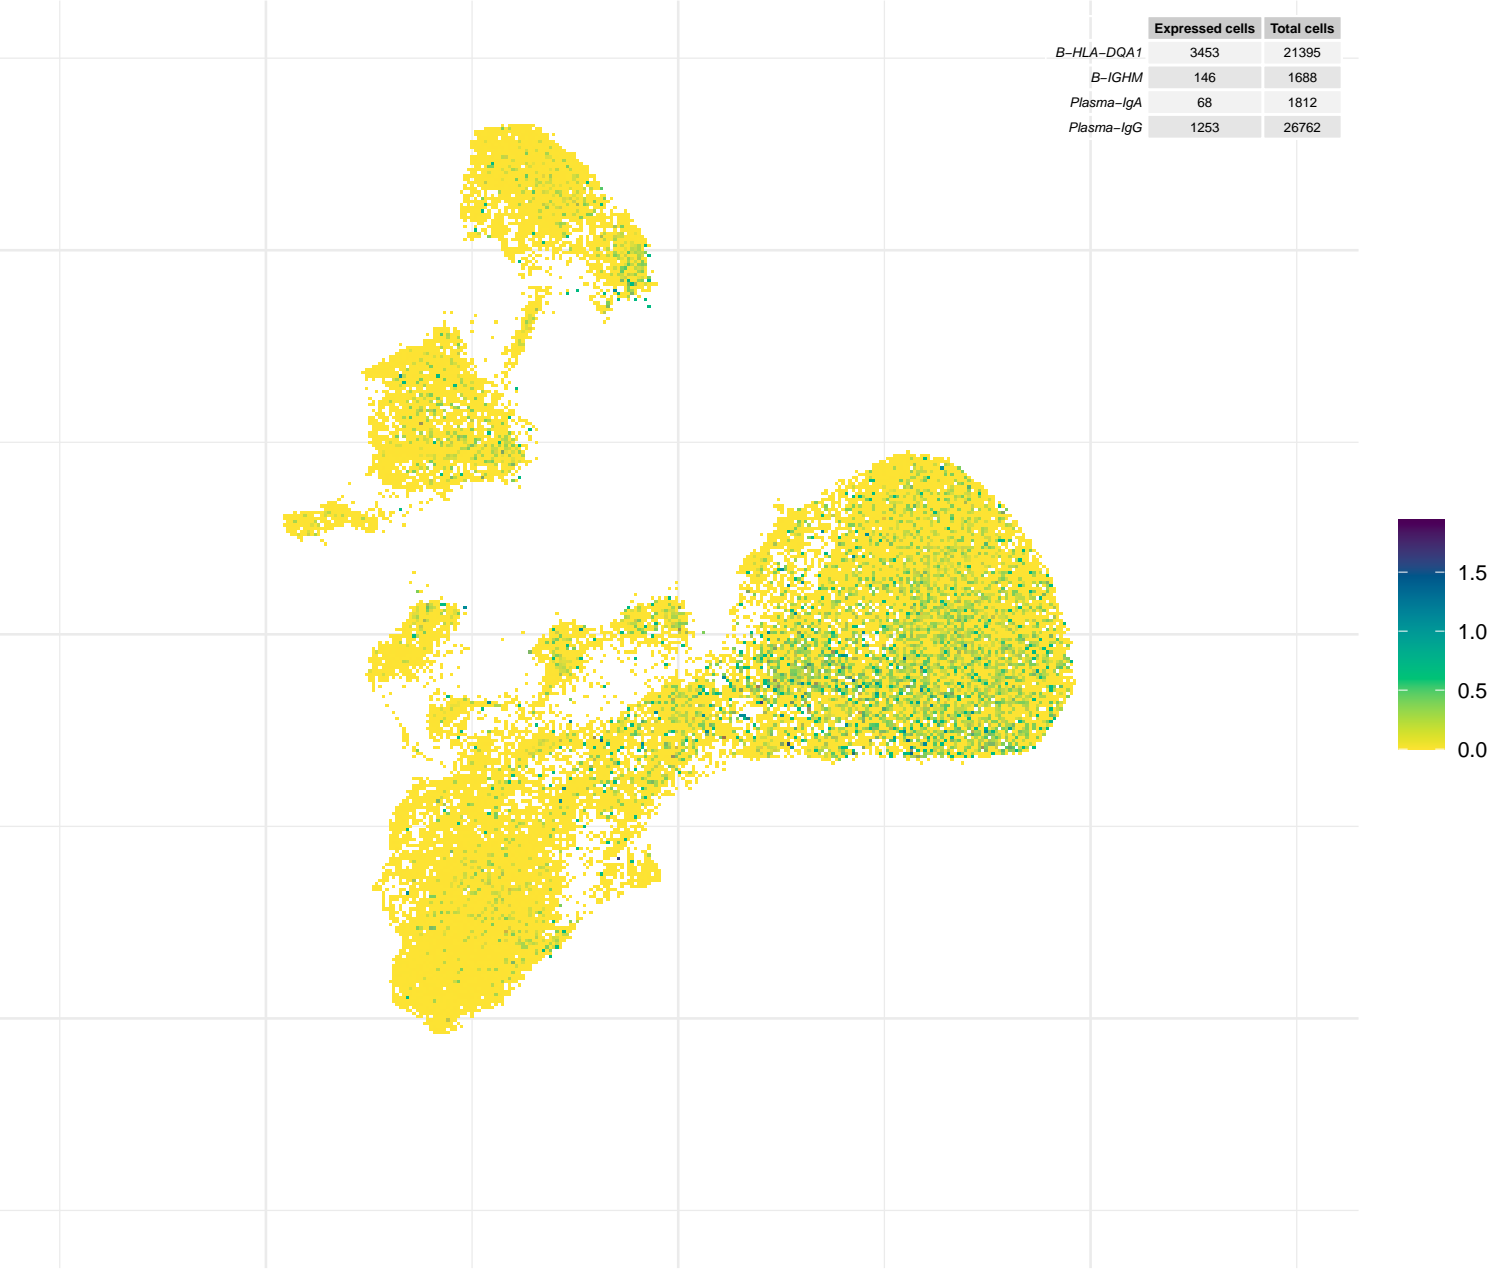 Expressed cells Total cells
B−HLA−DQA1 3453 21395
B−IGHM 146 1688
Plasma−IgA 68 1812
Plasma−IgG 1253 26762
1.5
1.0
0.5
0.0